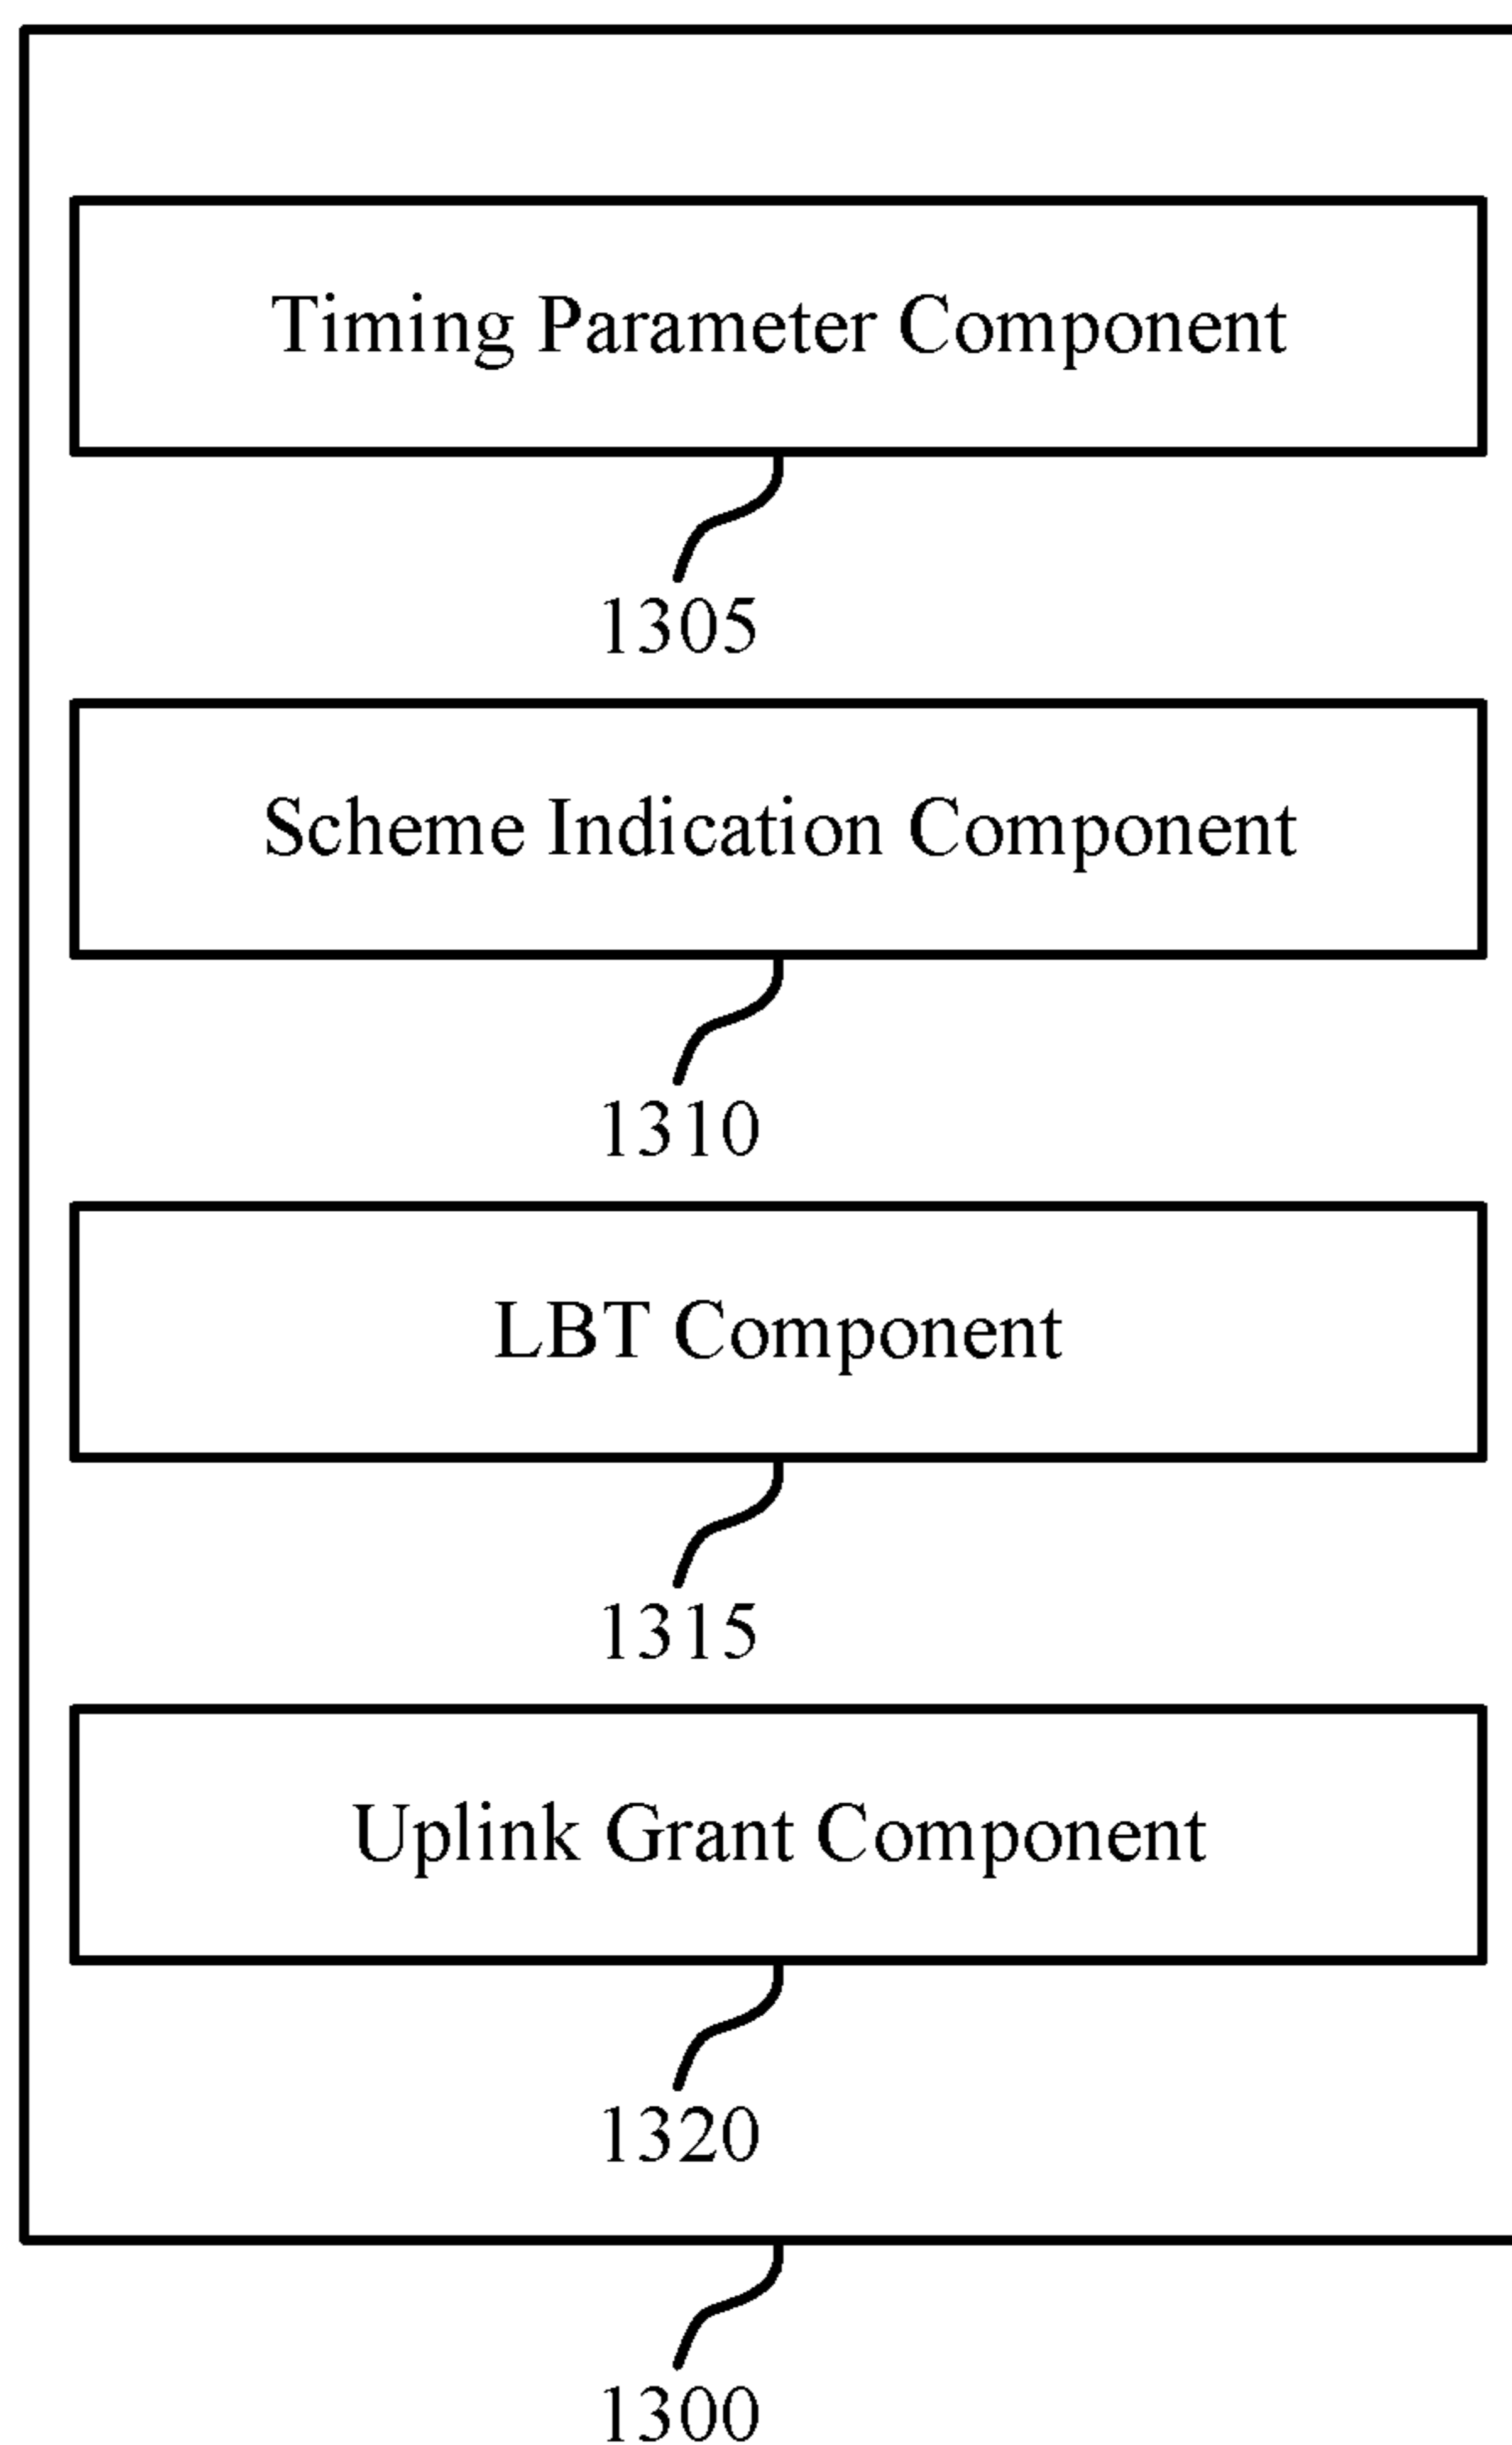 Timing Parameter Component
1305
Scheme Indication Component
1310
LBT Component
1315
Uplink Grant Component
1320
1300